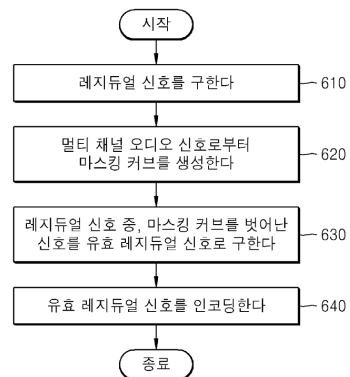 시작
레지듀얼 신호를 구한다
610
멀티 채널 오디오 신호로부터
마스킹 커브를 생성한다
620
레지듀얼 신호 중, 마스킹 커브를 벗어난
신호를 유효 레지듀얼 신호로 구한다
630
유효 레지듀얼 신호를 인코딩한다
640
종료